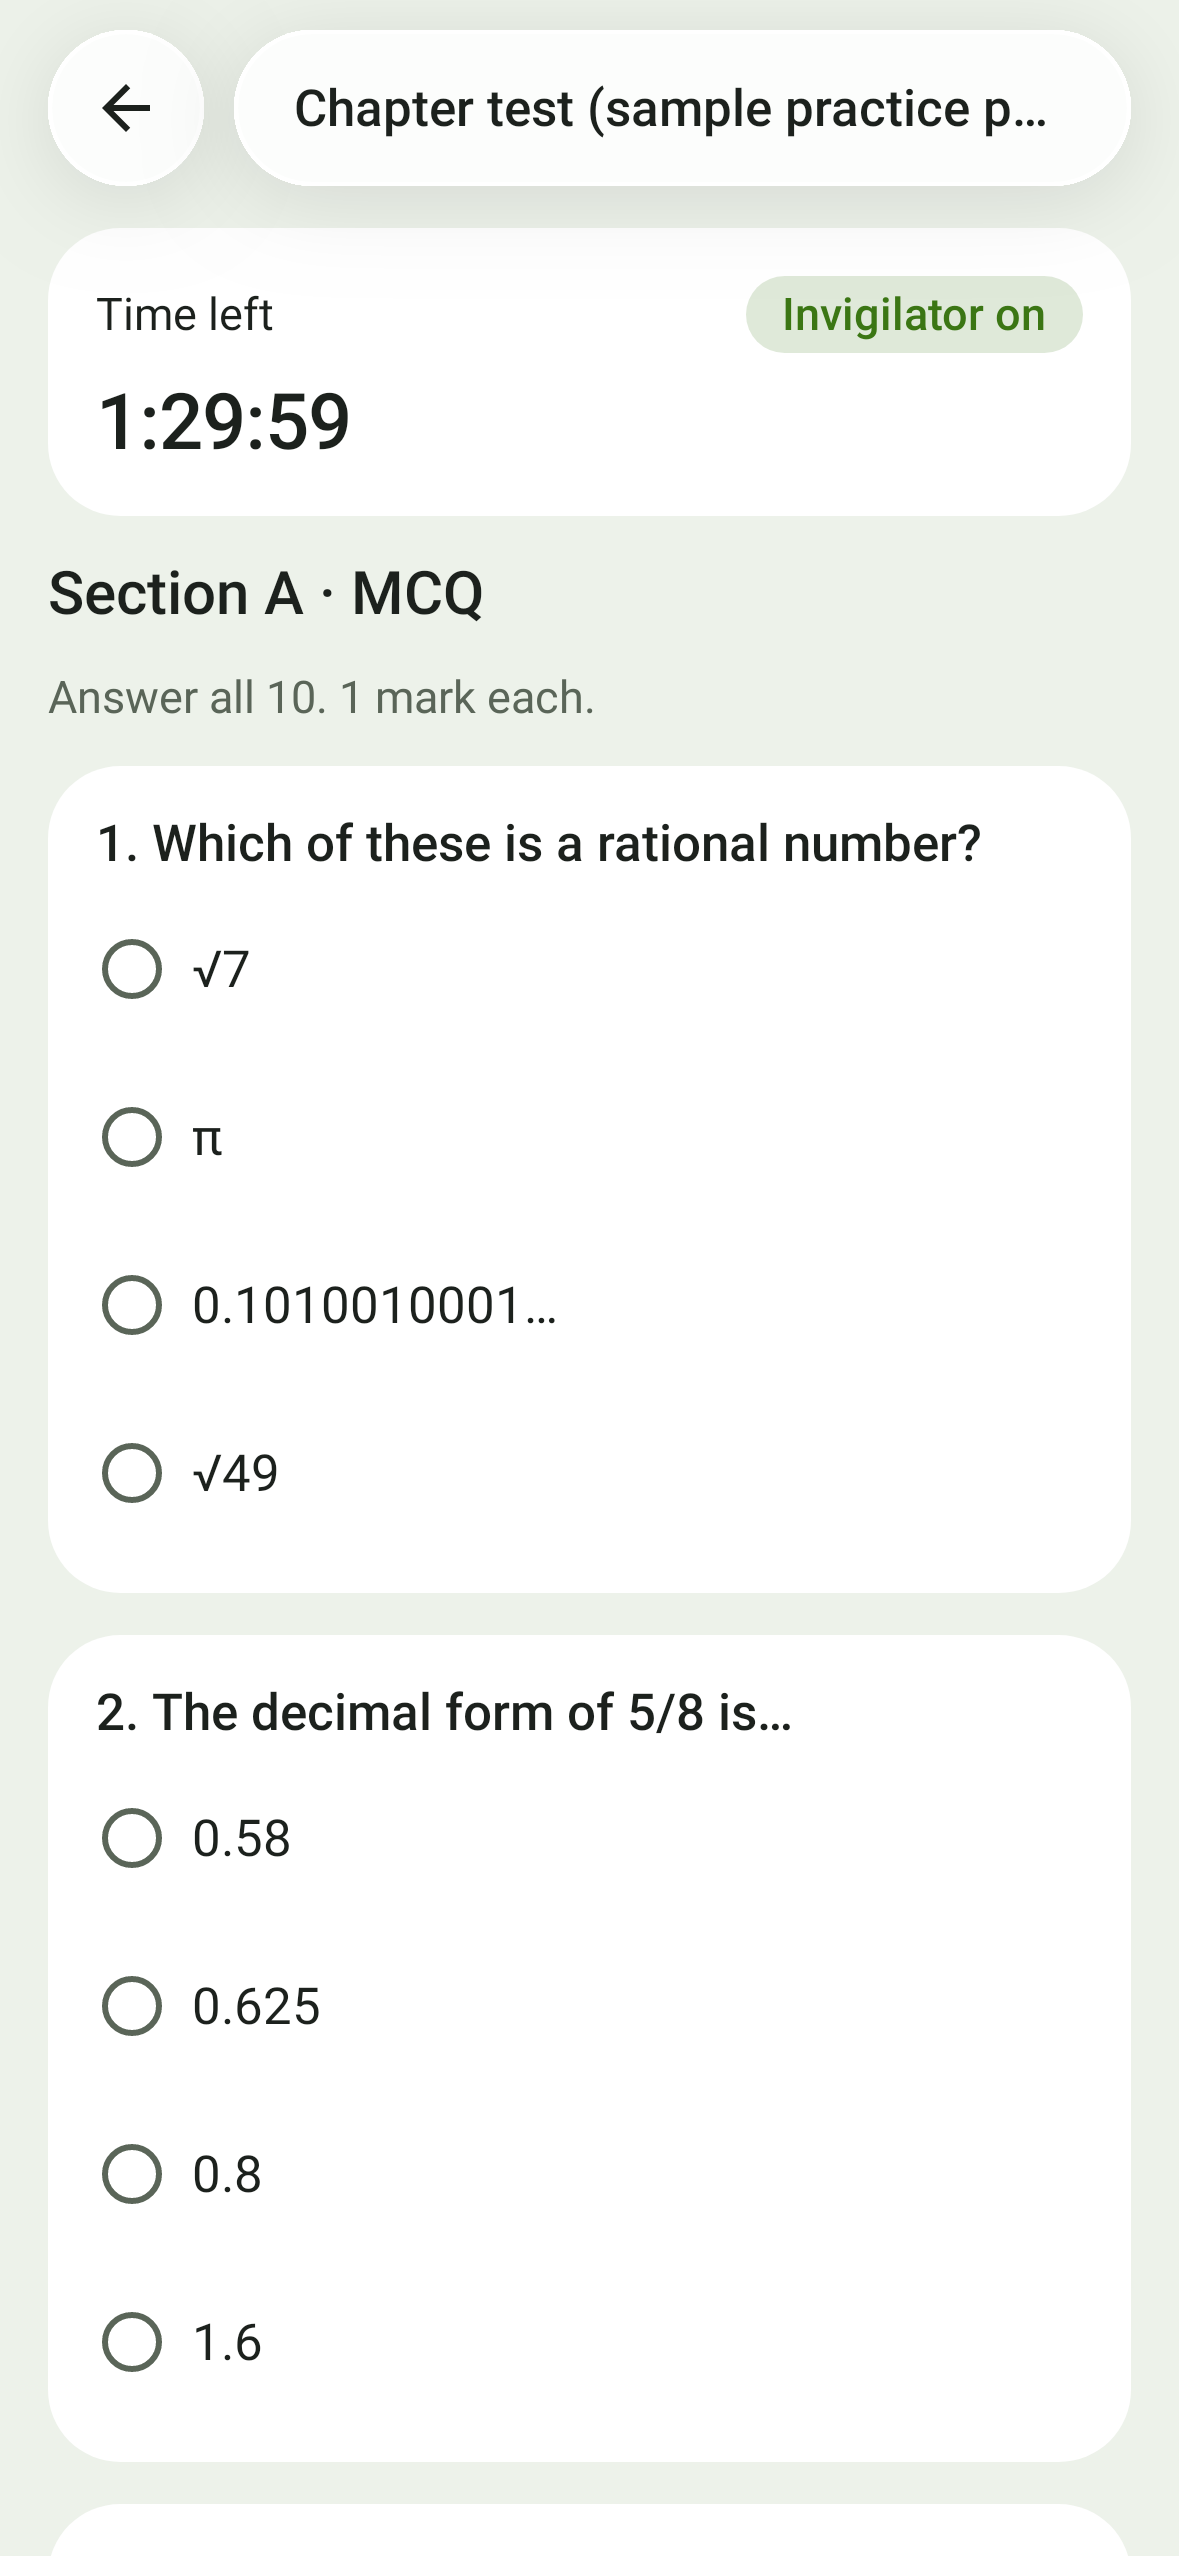 Chapter test (sample practice p...
Time left
Invigilator on
1:29:59
Section A · MCQ
Answer all 10. 1 mark each.
1. Which of these is a rational number?
√7
π
0.1010010001...
√49
2. The decimal form of 5/8 is...
0.58
0.625
0.8
1.6